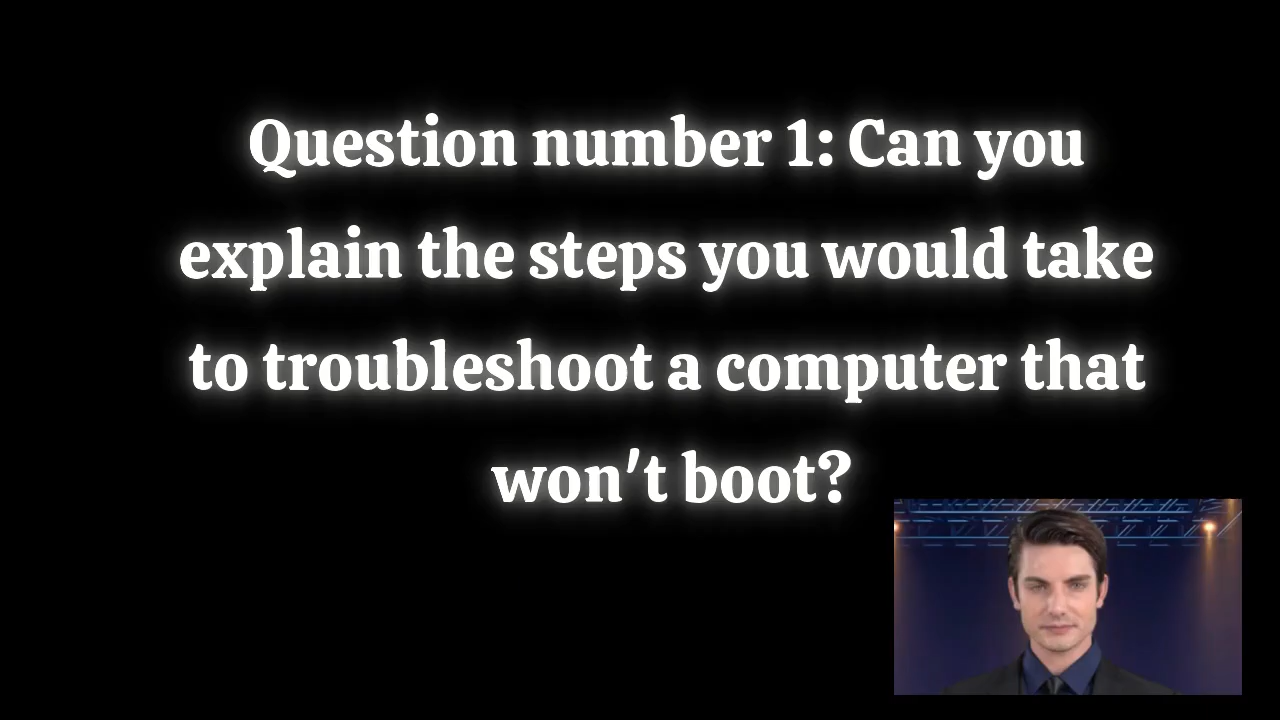 Question number 1: Can you
explain the steps you would take
to troubleshoot a computer that
won't boot?